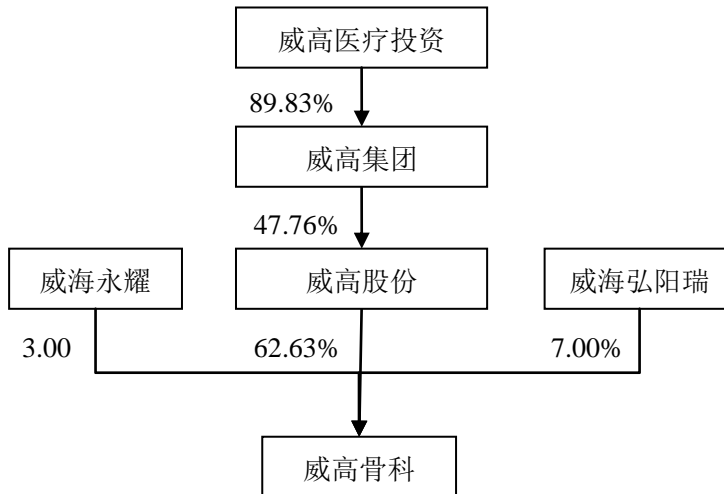 威高医疗投资
89.83%
威高集团
47.76%
威海永耀
威高股份
威海弘阳瑞
3.00
62.63%
7.00%
威高骨科